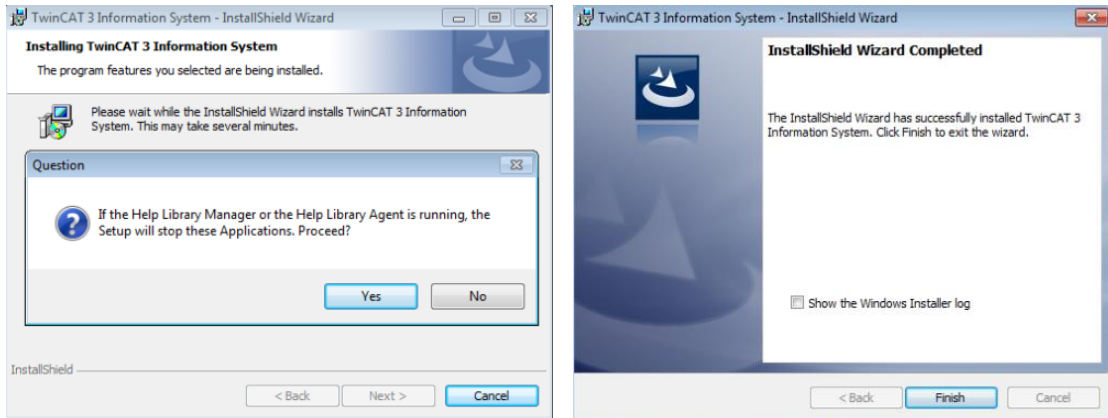 TwinCAT 3 Information System - InstallShield Wizard
Installing TwinCAT 3 Information System
The program features you selected are being installed.
Please wait while the InstallShield Wizard installs TwinCAT 3 Information
System. This may take several minutes.
Question
If the Help Library Manager or the Help Library Agent is running, the
Setup will stop these Applications. Proceed?
Yes
No
InstallShield
< Back
Next >
Cancel
TwinCAT 3 Information System - InstallShield Wizard
InstallShield Wizard Completed
The InstallShield Wizard has successfully installed TwinCAT 3
Information System. Click Finish to exit the wizard.
Show the Windows Installer log
< Back
Finish
Cancel